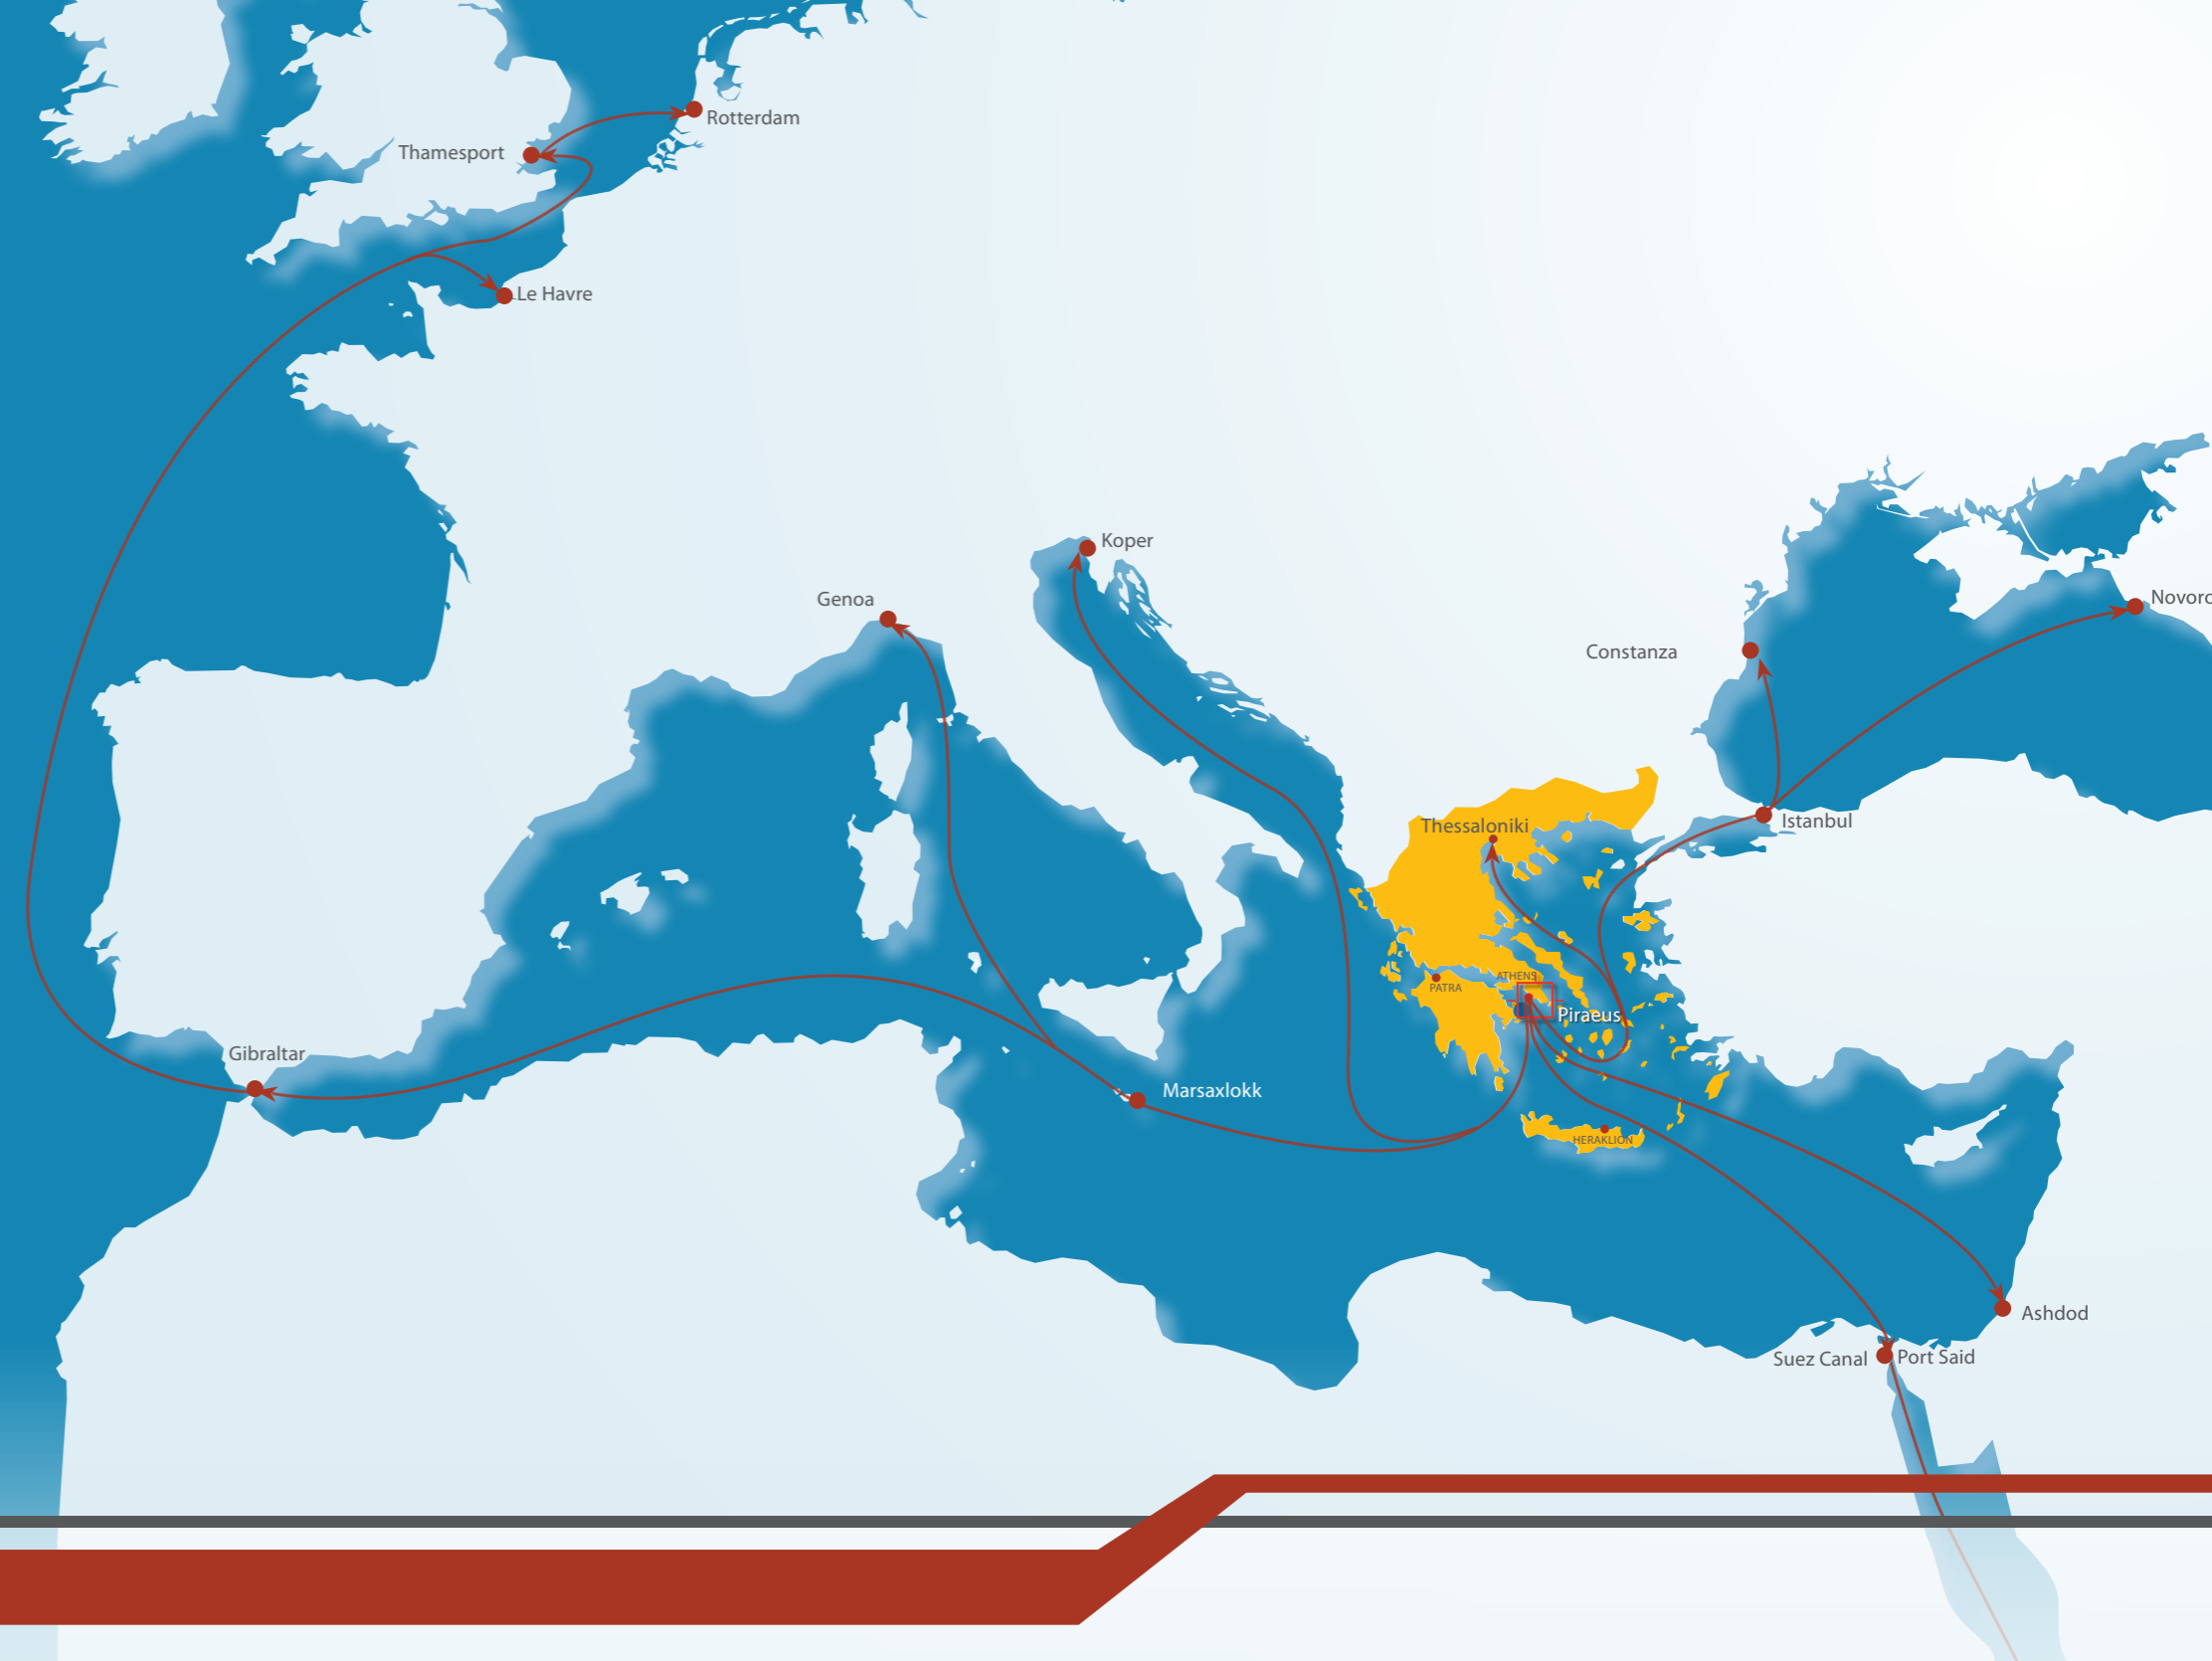 Rotterdam
Thamesport
Le Havre
Koper
Genoa
Novoro
Constanza
Istanbul
Thessaloniki
ATHENS
PATRA
Piraeus
Gibraltar
Marsaxlokk
HERAKLION
Ashdod
Suez Canal
Port Said